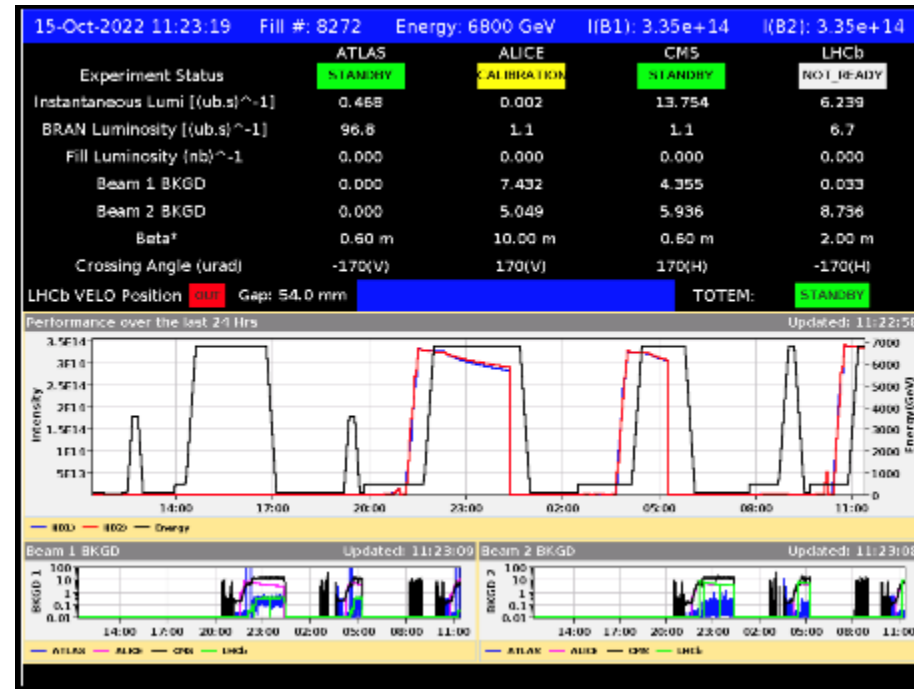 15-Oct-2022 11:23:19 Fill #: 8272 Energy: 6800 GeV I(B1): 3.35e+14 I(B2): 3.35e+14
ATLAS ALICE CMS LHCb
Experiment Status STANDBY CALIBRATION STANDBY NOT_READY
Instantaneous Lumi [(ub.s)^-1] 0.468 0.002 13.754 6.239
BRAN Luminosity [(ub.s)^-1] 96.8 1.1 1.1 6.7
Fill Luminosity (nb)^-1 0.000 0.000 0.000 0.000
Beam 1 BKGD 0.000 7.432 4.355 0.033
Beam 2 BKGD 0.000 5.049 5.936 8.736
Beta* 0.60 m 10.00 m 0.60 m 2.00 m
Crossing Angle (urad) -170(V) 170(V) 170(H) -170(H)
LHCb VELO Position OUT Gap: 54.0 mm TOTEM: STANDBY
Performance over the last 24 Hrs Updated: 11:22:58
3.5E14 7000
3E14 6000
2.5E14 5000
2E14 4000
1.5E14 3000
1E14 2000
5E13 1000
0
Intensity
Energy(GeV)
14:00 17:00 20:00 23:00 02:00 05:00 08:00 11:00
I(B1) I(B2) Energy
Beam 1 BKGD Updated: 11:23:09 Beam 2 BKGD Updated: 11:23:08
BKGD 1
100
10
1
0.1
0.01
BKGD 2
100
10
1
0.1
0.01
14:00 17:00 20:00 23:00 02:00 05:00 08:00 11:00 14:00 17:00 20:00 23:00 02:00 05:00 08:00 11:00
ATLAS ALICE CMS LHCb ATLAS ALICE CMS LHCb